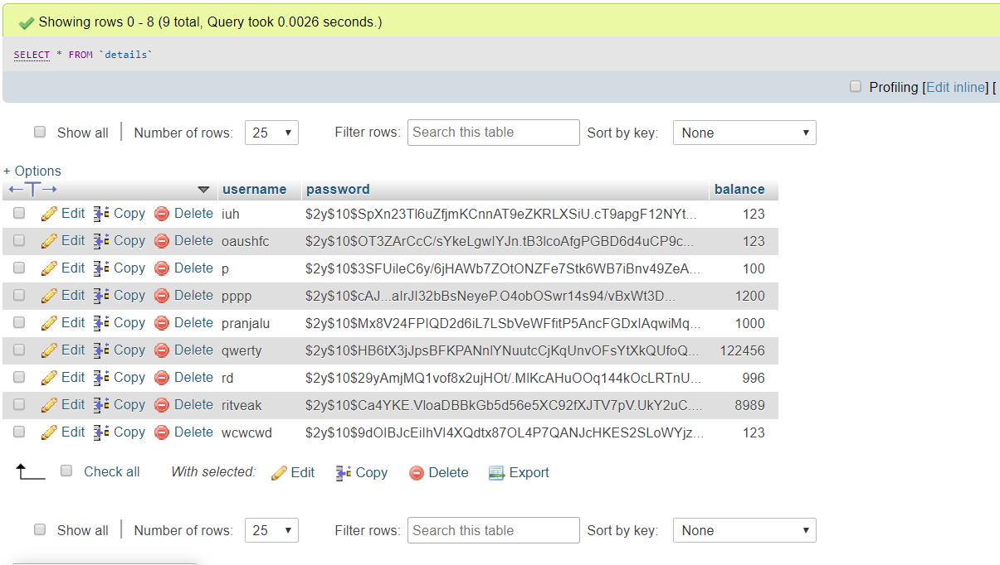 Showing rows 0 - 8 (9 total, Query took 0.0026 seconds.)
SELECT * FROM `details`
Profiling [Edit inline] [
Show all Number of rows: 25 Filter rows: Search this table Sort by key: None
+ Options
←T→ username password balance
Edit Copy Delete iuh $2y$10$SpXn23Tl6uZfjmKCnnAT9eZKRLXSiU.cT9apgF12NYt... 123
Edit Copy Delete oaushfc $2y$10$OT3ZArCcC/sYkeLgwIYJn.tB3lcoAfgPGBD6d4uCP9c... 123
Edit Copy Delete p $2y$10$3SFUileC6y/6jHAWb7ZOtONZFe7Stk6WB7iBnv49ZeA... 100
Edit Copy Delete pppp $2y$10$cAJ...aIrJl32bBsNeyeP.O4obOSwr14s94/vBxWt3D... 1200
Edit Copy Delete pranjalu $2y$10$Mx8V24FPIQD2d6iL7LSbVeWFfitP5AncFGDxlAqwiMq... 1000
Edit Copy Delete qwerty $2y$10$HB6tX3jJpsBFKPANnlYNuutcCjKqUnvOFsYtXkQUfoQ... 122456
Edit Copy Delete rd $2y$10$29yAmjMQ1vof8x2ujHOt/.MlKcAHuOOq144kOcLRTnU... 996
Edit Copy Delete ritveak $2y$10$Ca4YKE.VloaDBBkGb5d56e5XC92fXJTV7pV.UkY2uC.... 8989
Edit Copy Delete wcwcwd $2y$10$9dOIBJcEilhVI4XQdtx87OL4P7QANJcHKES2SLoWYjz... 123
Check all With selected: Edit Copy Delete Export
Show all Number of rows: 25 Filter rows: Search this table Sort by key: None